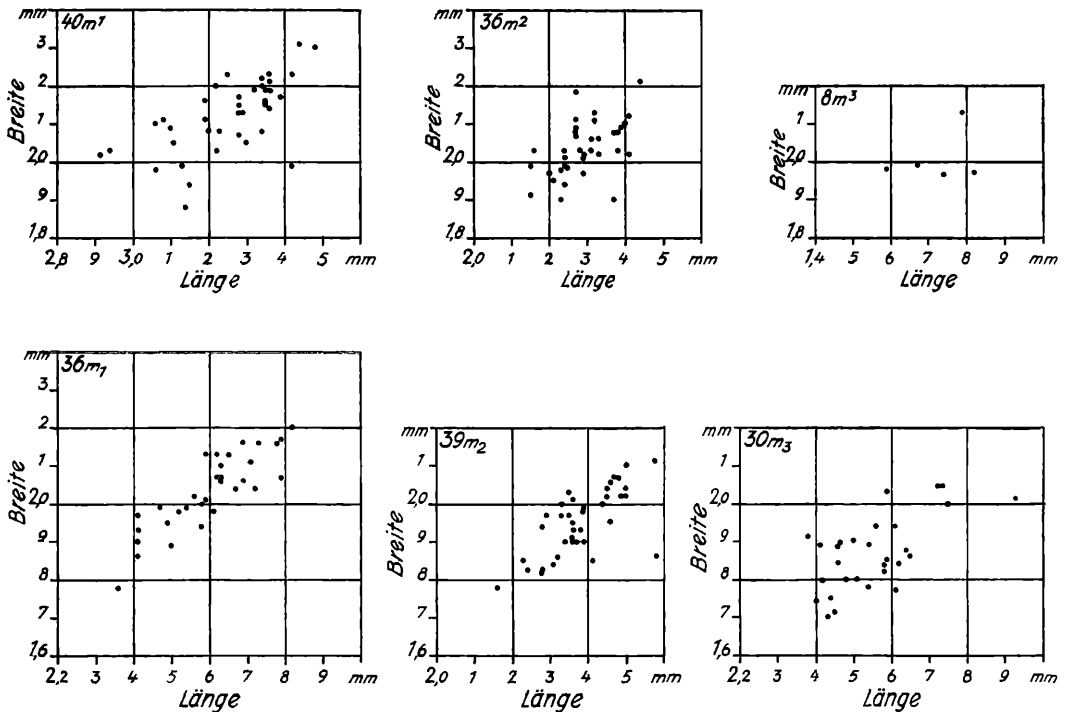 mm 40m¹
3
2
1
2,0
9
1,8
Breite
2,8 9 3,0 1 2 3 4 5 mm
Länge
mm 36m²
3
2
1
2,0
9
1,8
Breite
2,0 1 2 3 4 5 mm
Länge
mm 8m³
1
2,0
9
1,8
Breite
1,4 5 6 7 8 9 mm
Länge
mm 36m₁
3
2
1
2,0
9
8
7
1,6
Breite
2,2 3 4 5 6 7 8 9 mm
Länge
mm 39m₂
1
2,0
9
8
7
1,6
Breite
2,0 1 2 3 4 5 mm
Länge
mm 30m₃
1
2,0
9
8
7
1,6
Breite
2,2 3 4 5 6 7 8 9 mm
Länge